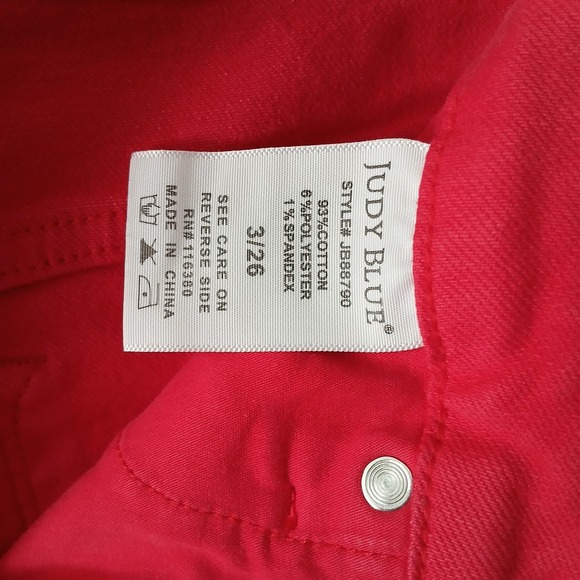 JUDY BLUE®
STYLE# JB88790
93%COTTON
6%POLYESTER
1%SPANDEX
3/26
SEE CARE ON
REVERSE SIDE
RN# 116380
MADE IN CHINA